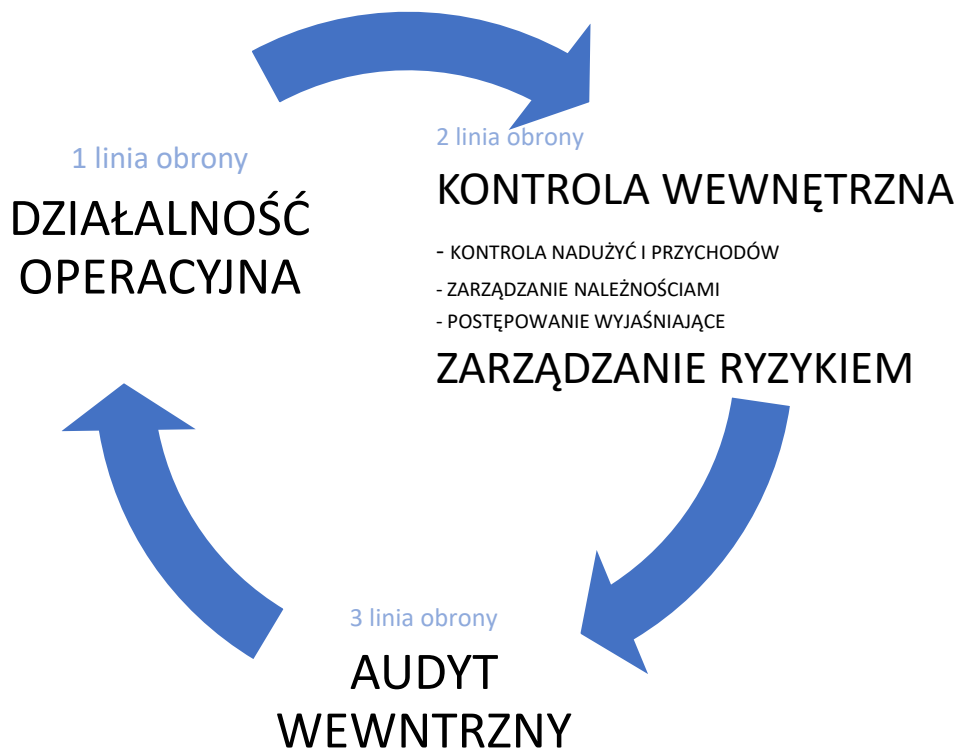 1 linia obrony
DZIAŁALNOŚĆ
OPERACYJNA
2 linia obrony
KONTROLA WEWNĘTRZNA
- KONTROLA NADUŻYĆ I PRZYCHODÓW
- ZARZĄDZANIE NALEŻNOŚCIAMI
- POSTĘPOWANIE WYJAŚNIAJĄCE
ZARZĄDZANIE RYZYKIEM
3 linia obrony
AUDYT
WEWNTRZNY